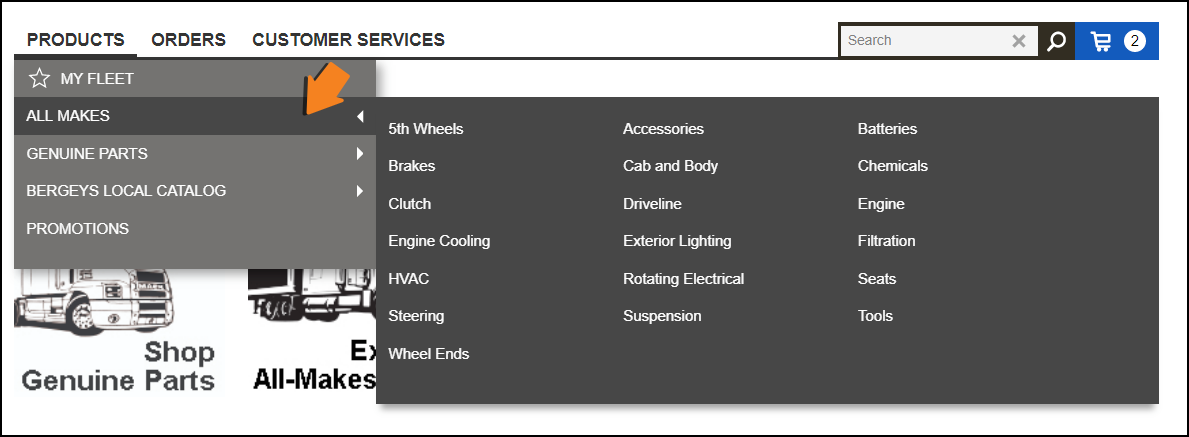 PRODUCTS ORDERS CUSTOMER SERVICES Search 2
MY FLEET
ALL MAKES
GENUINE PARTS
BERGEYS LOCAL CATALOG
PROMOTIONS
5th Wheels Accessories Batteries
Brakes Cab and Body Chemicals
Clutch Driveline Engine
Engine Cooling Exterior Lighting Filtration
HVAC Rotating Electrical Seats
Steering Suspension Tools
Wheel Ends
Shop
Genuine Parts
Ex
All-Makes